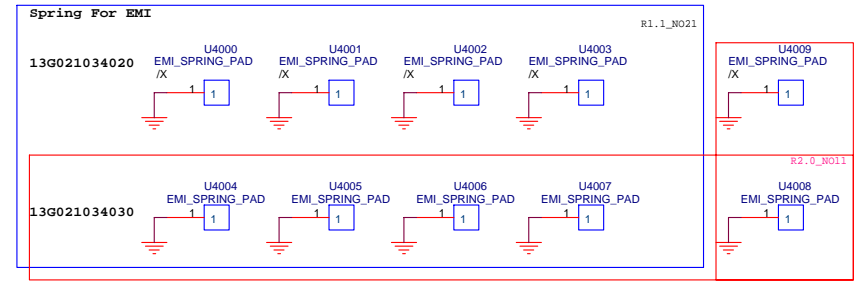 Spring For EMI
R1.1_NO21
13G021034020
U4000
EMI_SPRING_PAD
/X
1
1
U4001
EMI_SPRING_PAD
/X
1
1
U4002
EMI_SPRING_PAD
/X
1
1
U4003
EMI_SPRING_PAD
/X
1
1
U4009
EMI_SPRING_PAD
/X
1
1
R2.0_NO11
13G021034030
U4004
EMI_SPRING_PAD
1
1
U4005
EMI_SPRING_PAD
1
1
U4006
EMI_SPRING_PAD
1
1
U4007
EMI_SPRING_PAD
1
1
U4008
EMI_SPRING_PAD
1
1